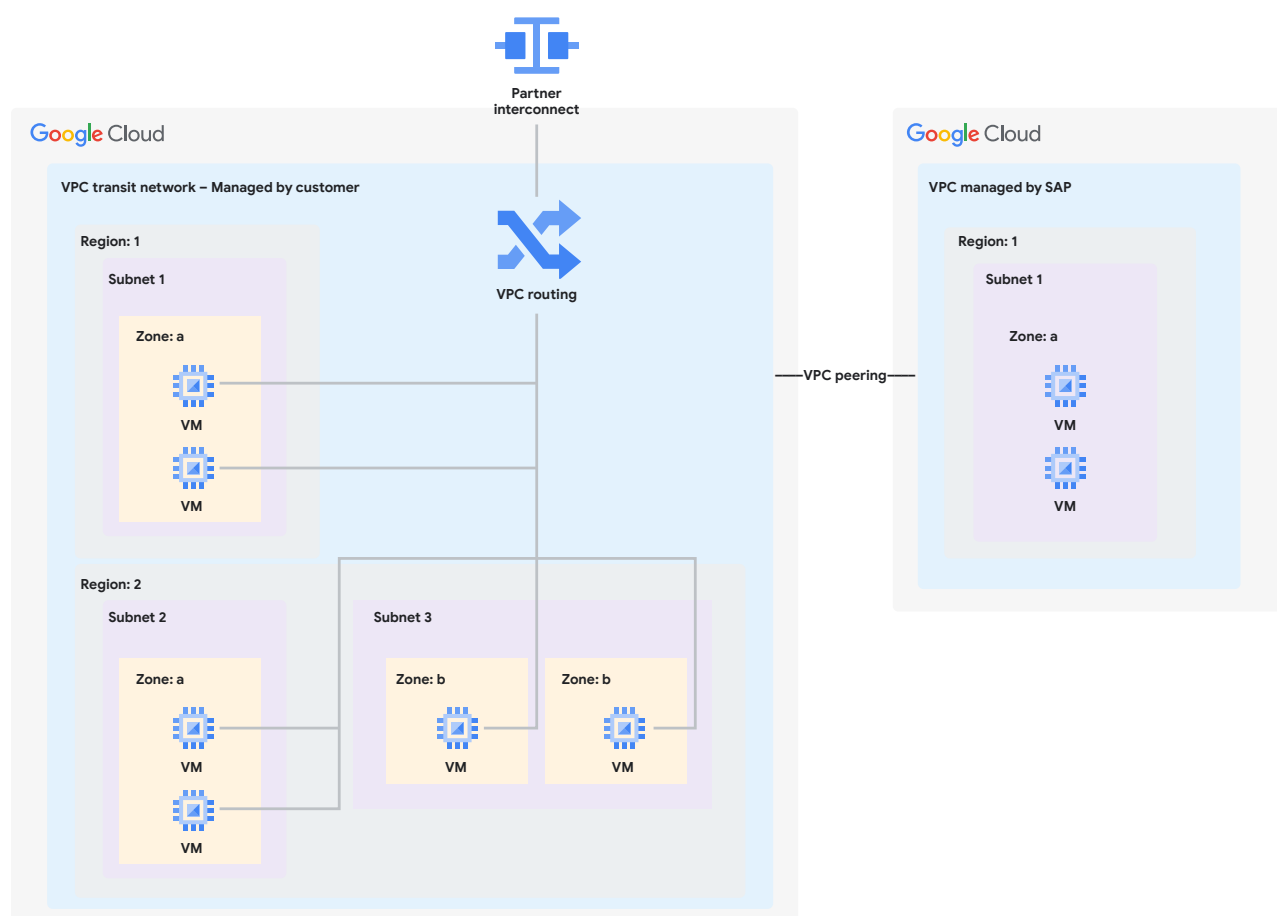 Partner
interconnect
Google Cloud
VPC transit network – Managed by customer
VPC routing
Region: 1
Subnet 1
Zone: a
VM
VM
Region: 2
Subnet 2
Zone: a
VM
VM
Subnet 3
Zone: b
VM
Zone: b
VM
VPC peering
Google Cloud
VPC managed by SAP
Region: 1
Subnet 1
Zone: a
VM
VM